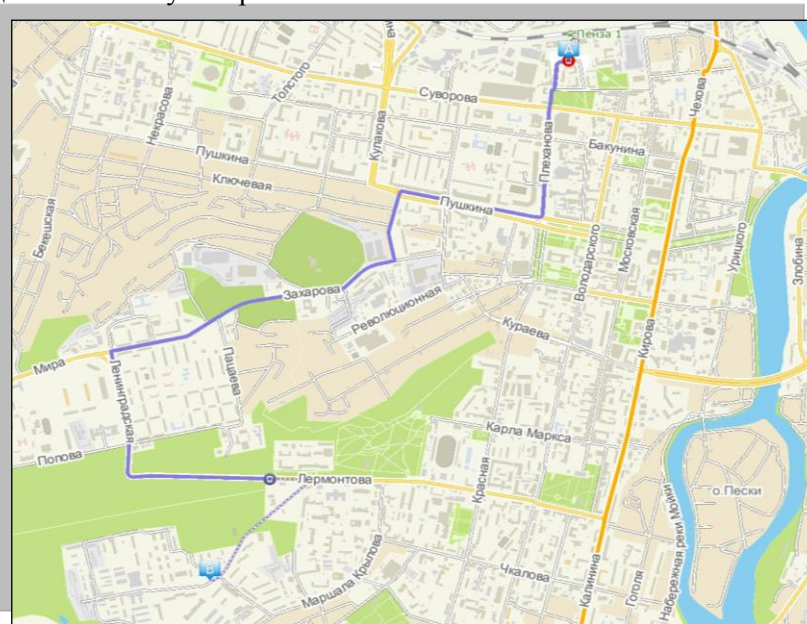 Пенза 1
А
Суворова
Чехова
Толстого
Некрасова
Кулакова
Плеханова
Бакунина
Пушкина
Ключевая
Пушкина
Бекешская
Володарского
Московская
Урицкого
Злобина
Захарова
Революционная
Кураева
Кирова
Мира
Ленинградская
Пацаева
Карла Маркса
Попова
Лермонтова
Красная
о.Пески
Набережная реки Мойки
Маршала Крылова
Чкалова
Калинина
Гоголя